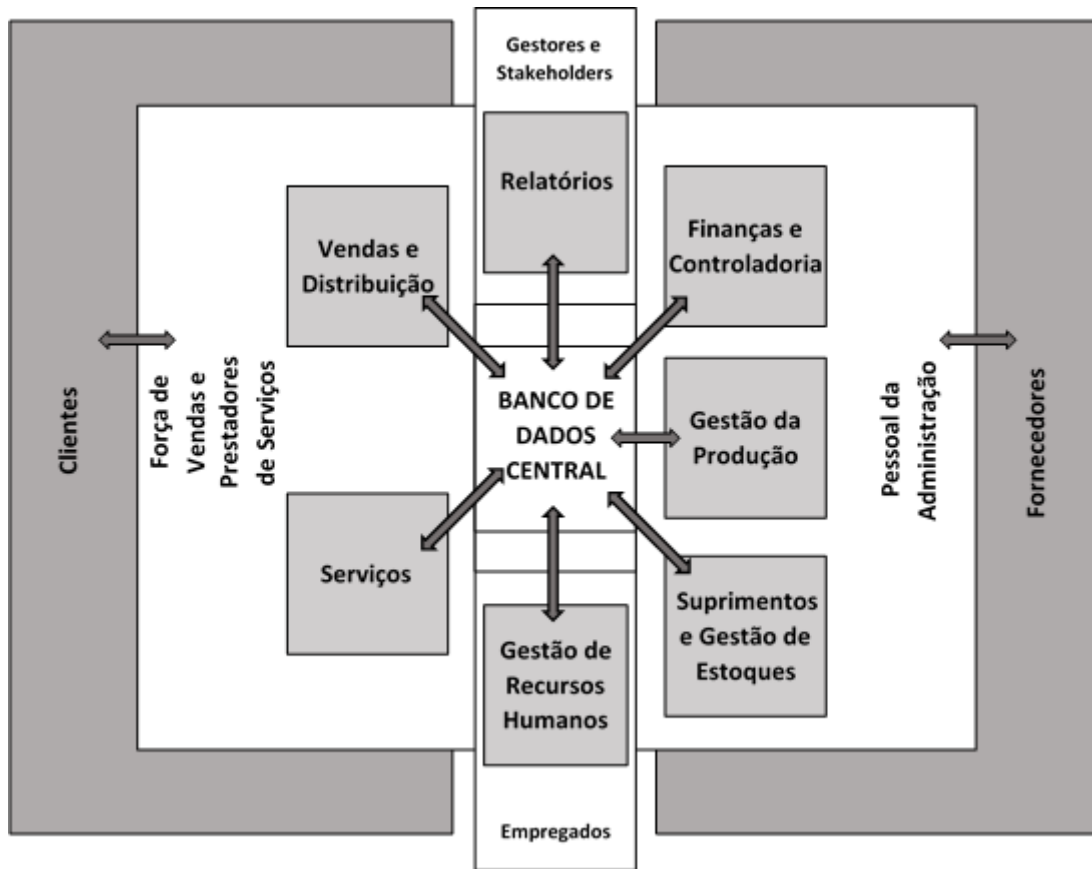 Gestores e
Stakeholders
Relatórios
Vendas e
Distribuição
Finanças e
Controladoria
Clientes
Força de
Vendas e
Prestadores
de Serviços
BANCO DE
DADOS
CENTRAL
Gestão da
Produção
Pessoal da
Administração
Fornecedores
Serviços
Gestão de
Recursos
Humanos
Suprimentos
e Gestão de
Estoques
Empregados